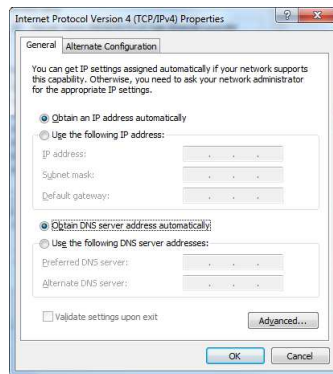 Internet Protocol Version 4 (TCP/IPv4) Properties
General Alternate Configuration
You can get IP settings assigned automatically if your network supports
this capability. Otherwise, you need to ask your network administrator
for the appropriate IP settings.
Obtain an IP address automatically
Use the following IP address:
IP address:
Subnet mask:
Default gateway:
Obtain DNS server address automatically
Use the following DNS server addresses:
Preferred DNS server:
Alternate DNS server:
Validate settings upon exit
Advanced...
OK Cancel